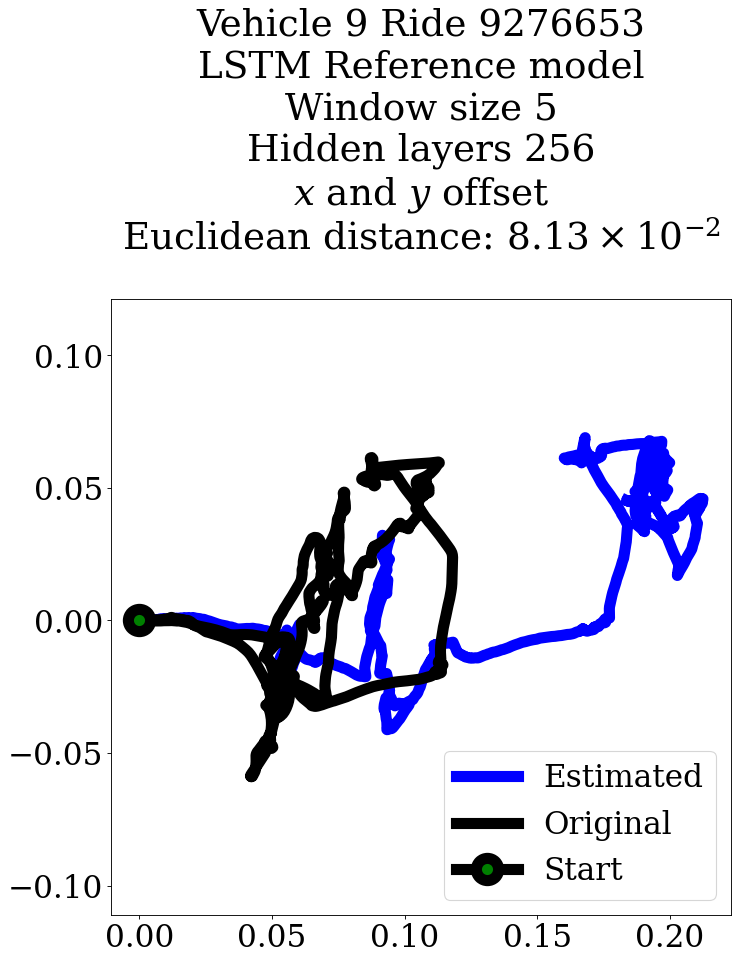 Vehicle 9 Ride 9276653
LSTM Reference model
Window size 5
Hidden layers 256
x and y offset
Euclidean distance: 8.13 × 10⁻²
0.10
0.05
0.00
−0.05
−0.10
Estimated
Original
Start
0.00 0.05 0.10 0.15 0.20